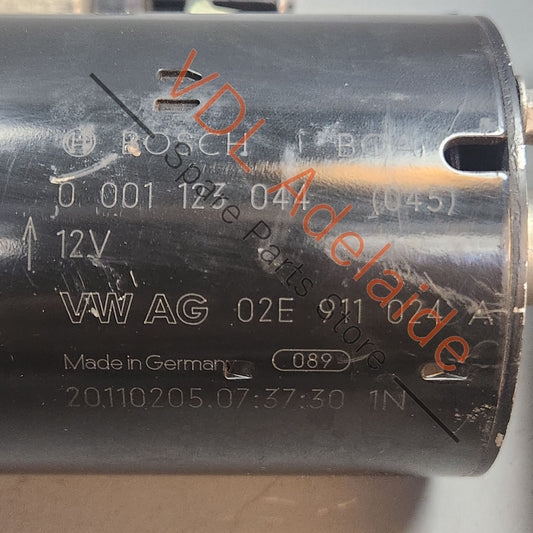 BOSCH
0 001 123 044 (045)
12V
VW AG 02E 911 024 A
Made in Germany 089
20110205.07:37:30 1N
VDL Adelaide
Spare Parts Store